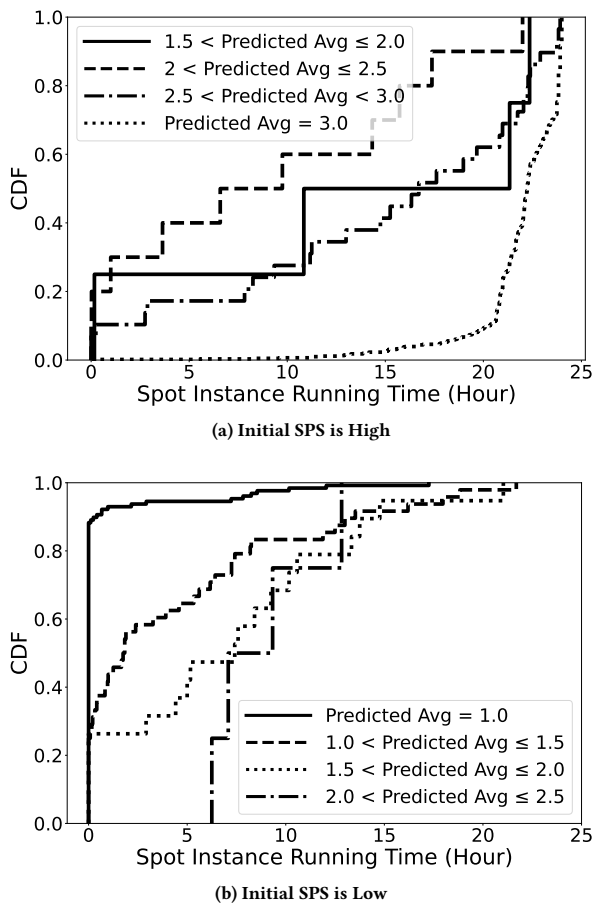 1.0
0.8
0.6
0.4
0.2
0.0
CDF
1.5 < Predicted Avg ≤ 2.0
2 < Predicted Avg ≤ 2.5
2.5 < Predicted Avg < 3.0
Predicted Avg = 3.0
0 5 10 15 20 25
Spot Instance Running Time (Hour)
(a) Initial SPS is High
1.0
0.8
0.6
0.4
0.2
0.0
CDF
Predicted Avg = 1.0
1.0 < Predicted Avg ≤ 1.5
1.5 < Predicted Avg ≤ 2.0
2.0 < Predicted Avg ≤ 2.5
0 5 10 15 20 25
Spot Instance Running Time (Hour)
(b) Initial SPS is Low